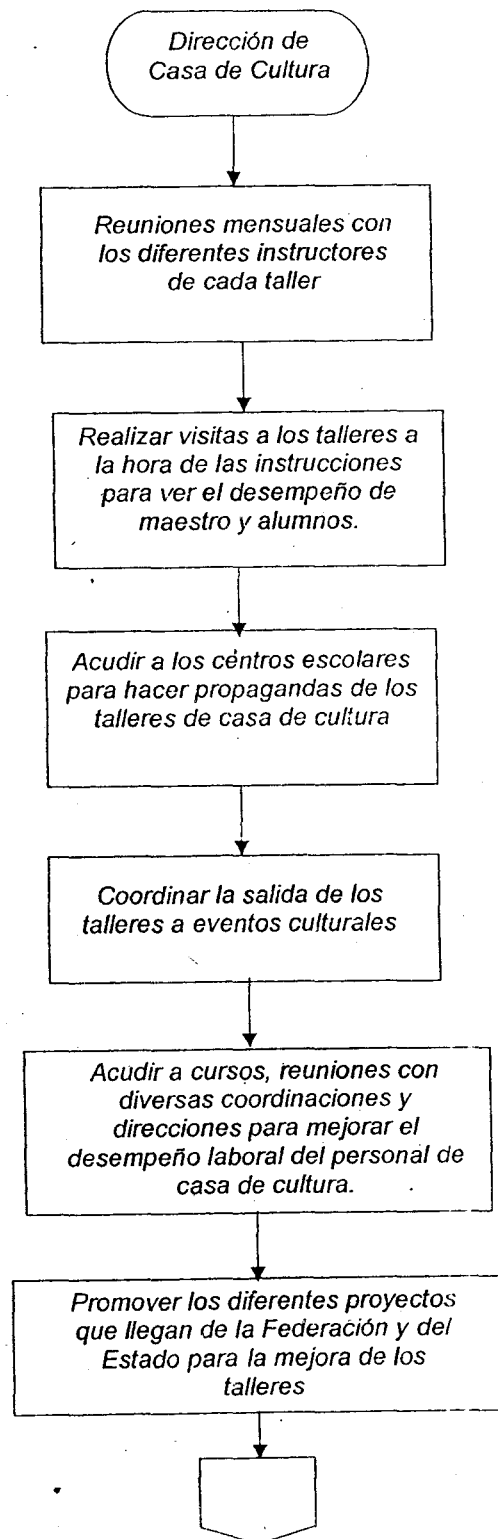 Dirección de
Casa de Cultura
Reuniones mensuales con
los diferentes instructores
de cada taller
Realizar visitas a los talleres a
la hora de las instrucciones
para ver el desempeño de
maestro y alumnos.
Acudir a los centros escolares
para hacer propagandas de los
talleres de casa de cultura
Coordinar la salida de los
talleres a eventos culturales
Acudir a cursos, reuniones con
diversas coordinaciones y
direcciones para mejorar el
desempeño laboral del personal de
casa de cultura.
Promover los diferentes proyectos
que llegan de la Federación y del
Estado para la mejora de los
talleres